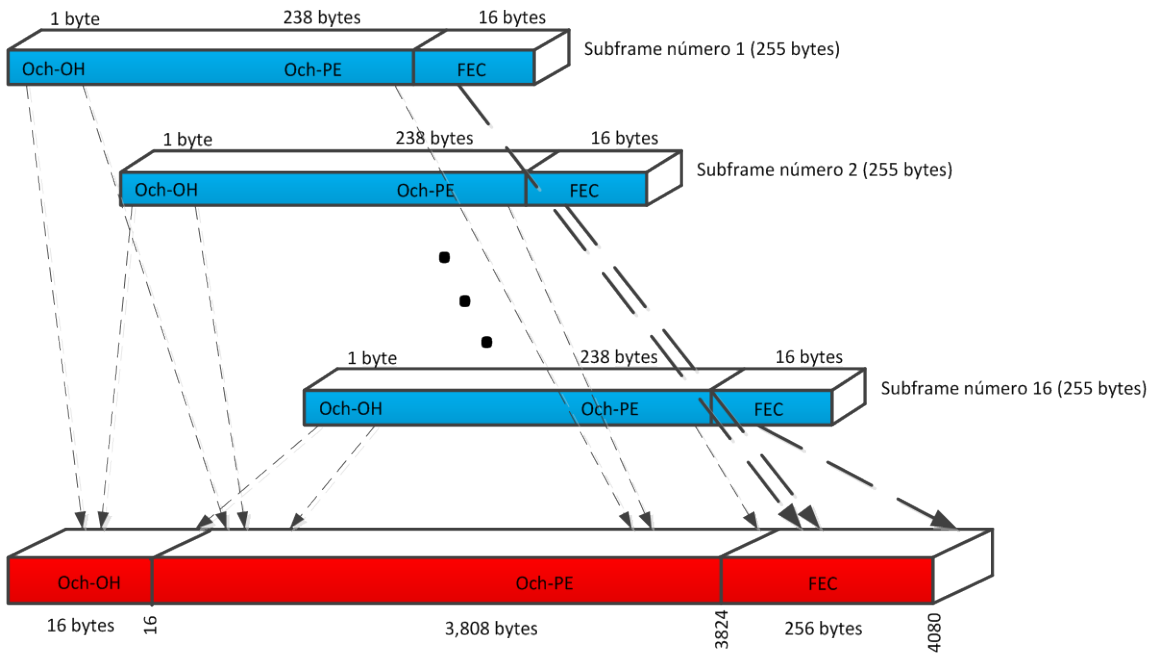 1 byte 238 bytes 16 bytes
Subframe número 1 (255 bytes)
Och-OH Och-PE FEC
1 byte 238 bytes 16 bytes
Subframe número 2 (255 bytes)
Och-OH Och-PE FEC
1 byte 238 bytes 16 bytes
Subframe número 16 (255 bytes)
Och-OH Och-PE FEC
Och-OH Och-PE FEC
16 bytes 16 3,808 bytes 3824 256 bytes 4080